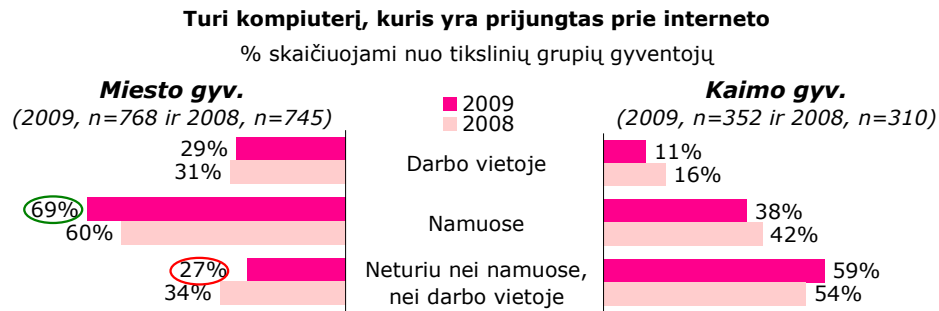 Turi kompiuterį, kuris yra prijungtas prie interneto
% skaičiuojami nuo tikslinių grupių gyventojų
Miesto gyv.
(2009, n=768 ir 2008, n=745)
2009
2008
Kaimo gyv.
(2009, n=352 ir 2008, n=310)
29%
31%
Darbo vietoje
11%
16%
69%
60%
Namuose
38%
42%
27%
34%
Neturiu nei namuose,
nei darbo vietoje
59%
54%